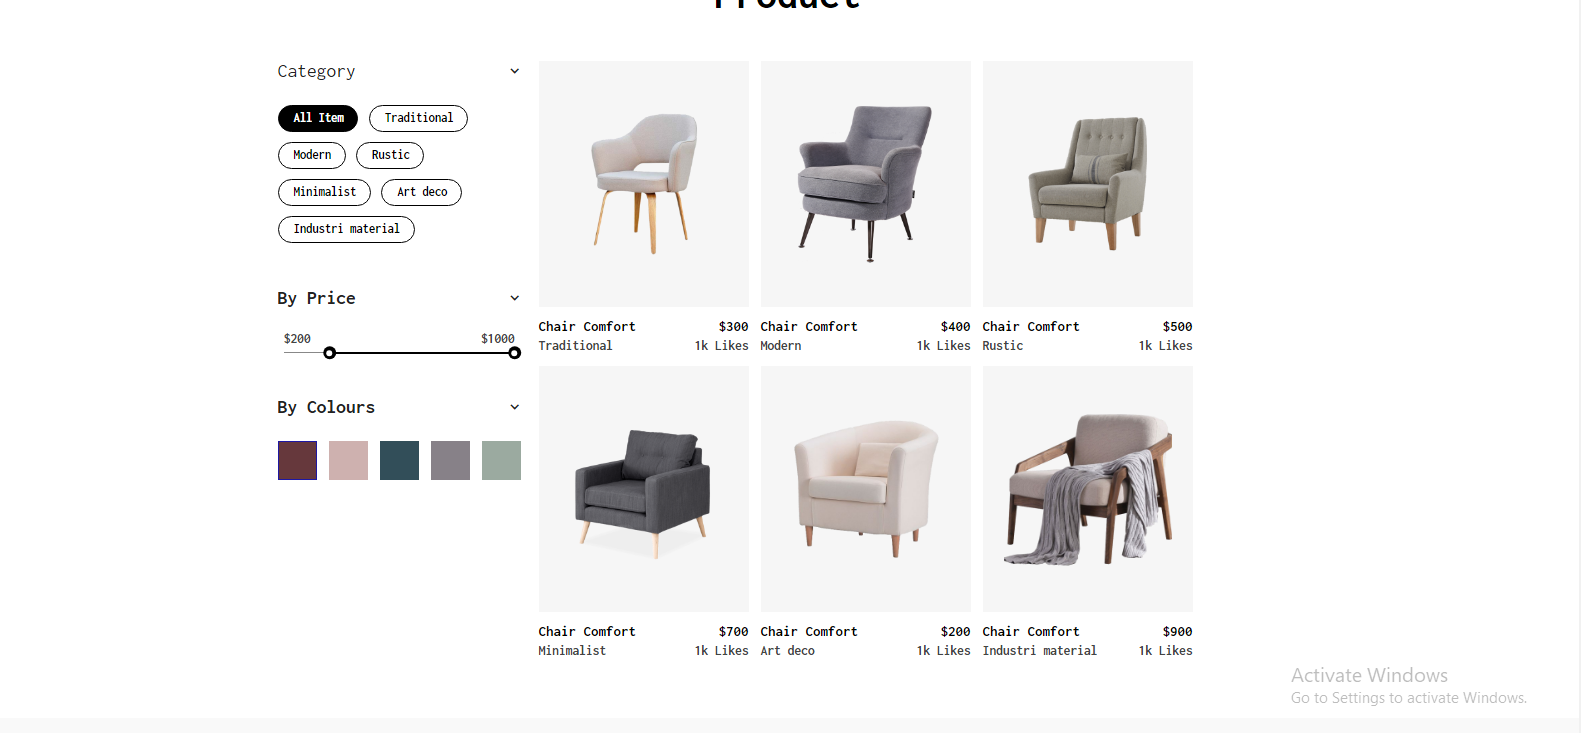 Product
Category
All Item
Traditional
Modern
Rustic
Minimalist
Art deco
Industri material
By Price
$200
$1000
By Colours
Chair Comfort $300
Traditional 1k Likes
Chair Comfort $400
Modern 1k Likes
Chair Comfort $500
Rustic 1k Likes
Chair Comfort $700
Minimalist 1k Likes
Chair Comfort $200
Art deco 1k Likes
Chair Comfort $900
Industri material 1k Likes
Activate Windows
Go to Settings to activate Windows.